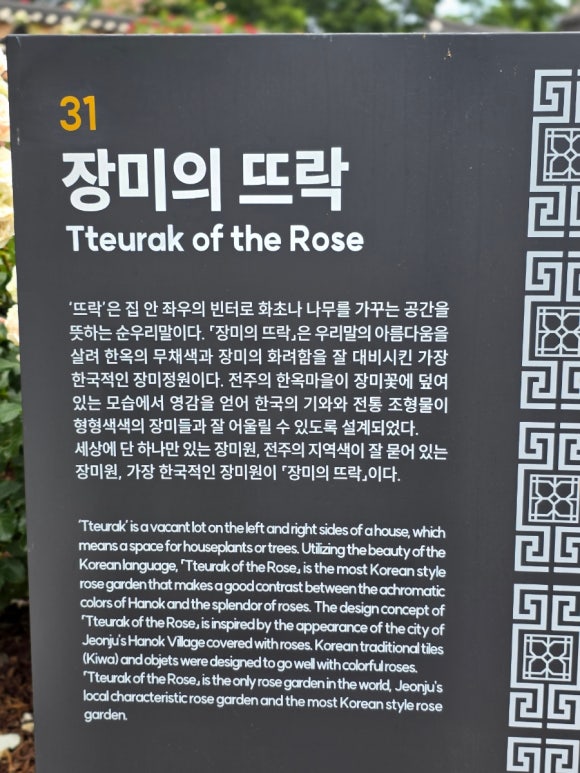 31
장미의 뜨락
Tteurak of the Rose
‘뜨락’은 집 안 좌우의 빈터로 화초나 나무를 가꾸는 공간을
뜻하는 순우리말이다. 「장미의 뜨락」은 우리말의 아름다움을
살려 한옥의 무채색과 장미의 화려함을 잘 대비시킨 가장
한국적인 장미정원이다. 전주의 한옥마을이 장미꽃에 덮여
있는 모습에서 영감을 얻어 한국의 기와와 전통 조형물이
형형색색의 장미들과 잘 어울릴 수 있도록 설계되었다.
세상에 단 하나만 있는 장미원, 전주의 지역색이 잘 묻어 있는
장미원, 가장 한국적인 장미원이 「장미의 뜨락」이다.
‘Tteurak’ is a vacant lot on the left and right sides of a house, which
means a space for houseplants or trees. Utilizing the beauty of the
Korean language, 「Tteurak of the Rose」 is the most Korean style
rose garden that makes a good contrast between the achromatic
colors of Hanok and the splendor of roses. The design concept of
「Tteurak of the Rose」 is inspired by the appearance of the city of
Jeonju's Hanok Village covered with roses. Korean traditional tiles
(Kiwa) and objets were designed to go well with colorful roses.
「Tteurak of the Rose」 is the only rose garden in the world, Jeonju's
local characteristic rose garden and the most Korean style rose
garden.